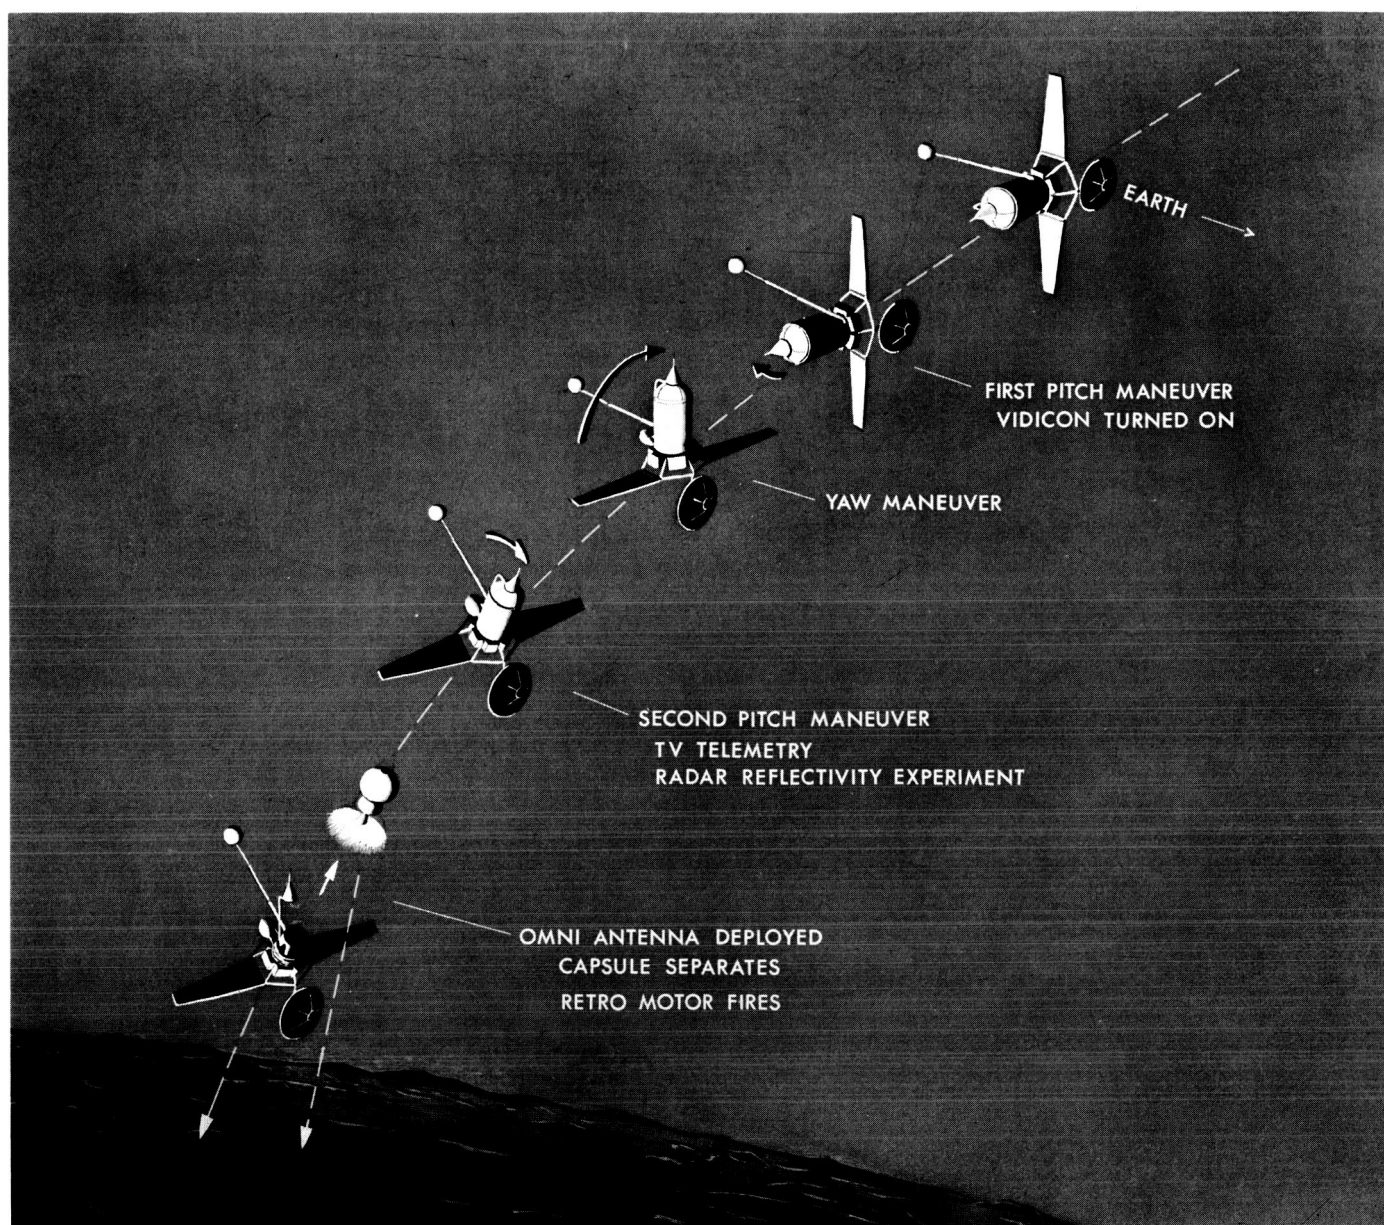 EARTH
FIRST PITCH MANEUVER
VIDICON TURNED ON
YAW MANEUVER
SECOND PITCH MANEUVER
TV TELEMETRY
RADAR REFLECTIVITY EXPERIMENT
OMNI ANTENNA DEPLOYED
CAPSULE SEPARATES
RETRO MOTOR FIRES